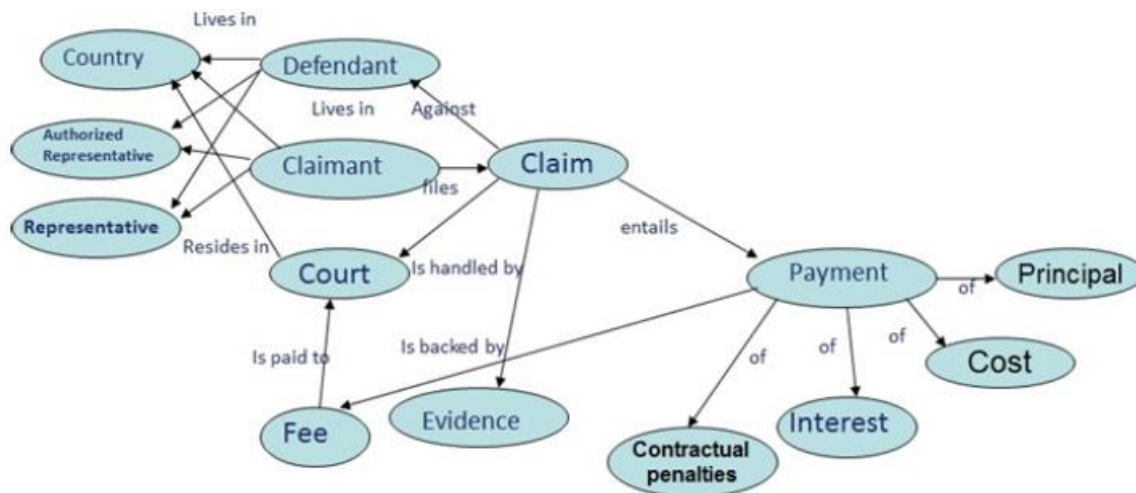 Lives in
Country
Defendant
Lives in
Against
Authorized
Representative
Claimant
files
Claim
Representative
Resides in
entails
Court
Is handled by
Payment
of
Principal
Is paid to
Is backed by
of
of
of
Cost
Fee
Evidence
Interest
Contractual
penalties